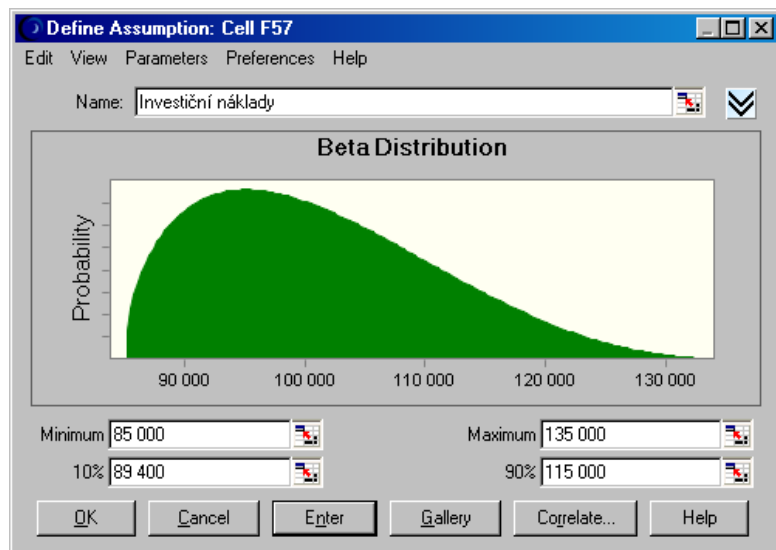 Define Assumption: Cell F57
Edit View Parameters Preferences Help
Name: Investiční náklady
Beta Distribution
Probability
90 000 100 000 110 000 120 000 130 000
Minimum 85 000 Maximum 135 000
10% 89 400 90% 115 000
OK Cancel Enter Gallery Correlate... Help